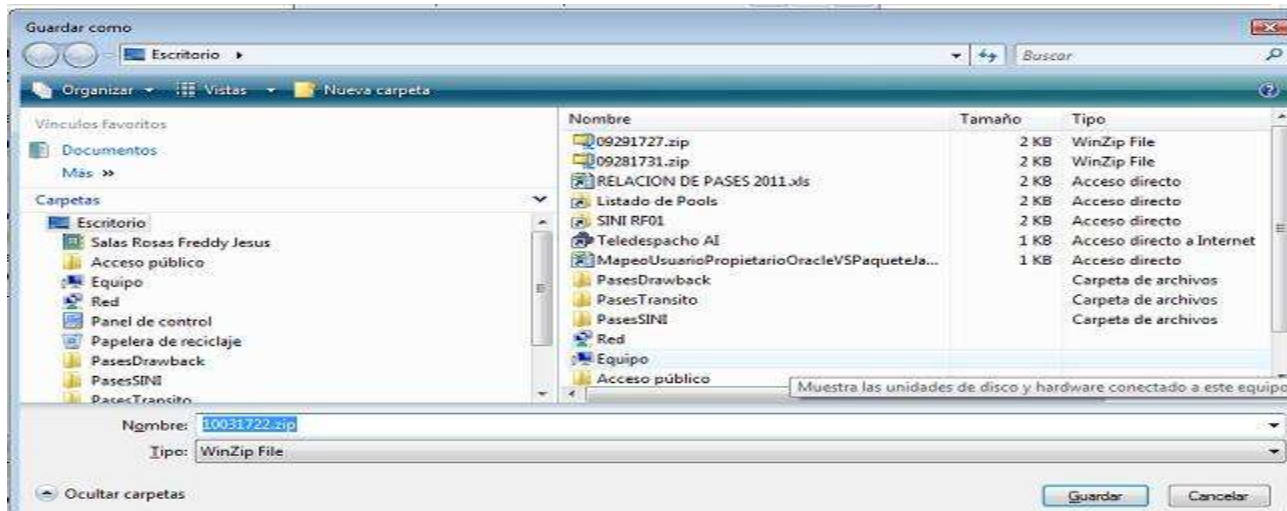 Guardar como
Escritorio
Buscar
Organizar Vistas Nueva carpeta
Vínculos favoritos
Documentos
Más »
Carpetas
Escritorio
Salas Rosas Freddy Jesus
Acceso público
Equipo
Red
Panel de control
Papelera de reciclaje
PasesDrawback
PasesSINI
PasesTransito
Nombre Tamaño Tipo
09291727.zip 2 KB WinZip File
09281731.zip 2 KB WinZip File
RELACION DE PASES 2011.xls 2 KB Acceso directo
Listado de Pools 2 KB Acceso directo
SINI RF01 2 KB Acceso directo
Teledespacho AI 1 KB Acceso directo a Internet
MapeoUsuarioPropietarioOracleVSPaqueteJa... 1 KB Acceso directo
PasesDrawback Carpeta de archivos
PasesTransito Carpeta de archivos
PasesSINI Carpeta de archivos
Red
Equipo
Acceso público
Muestra las unidades de disco y hardware conectado a este equipo
Nombre: 10031722.zip
Tipo: WinZip File
Ocultar carpetas
Guardar Cancelar